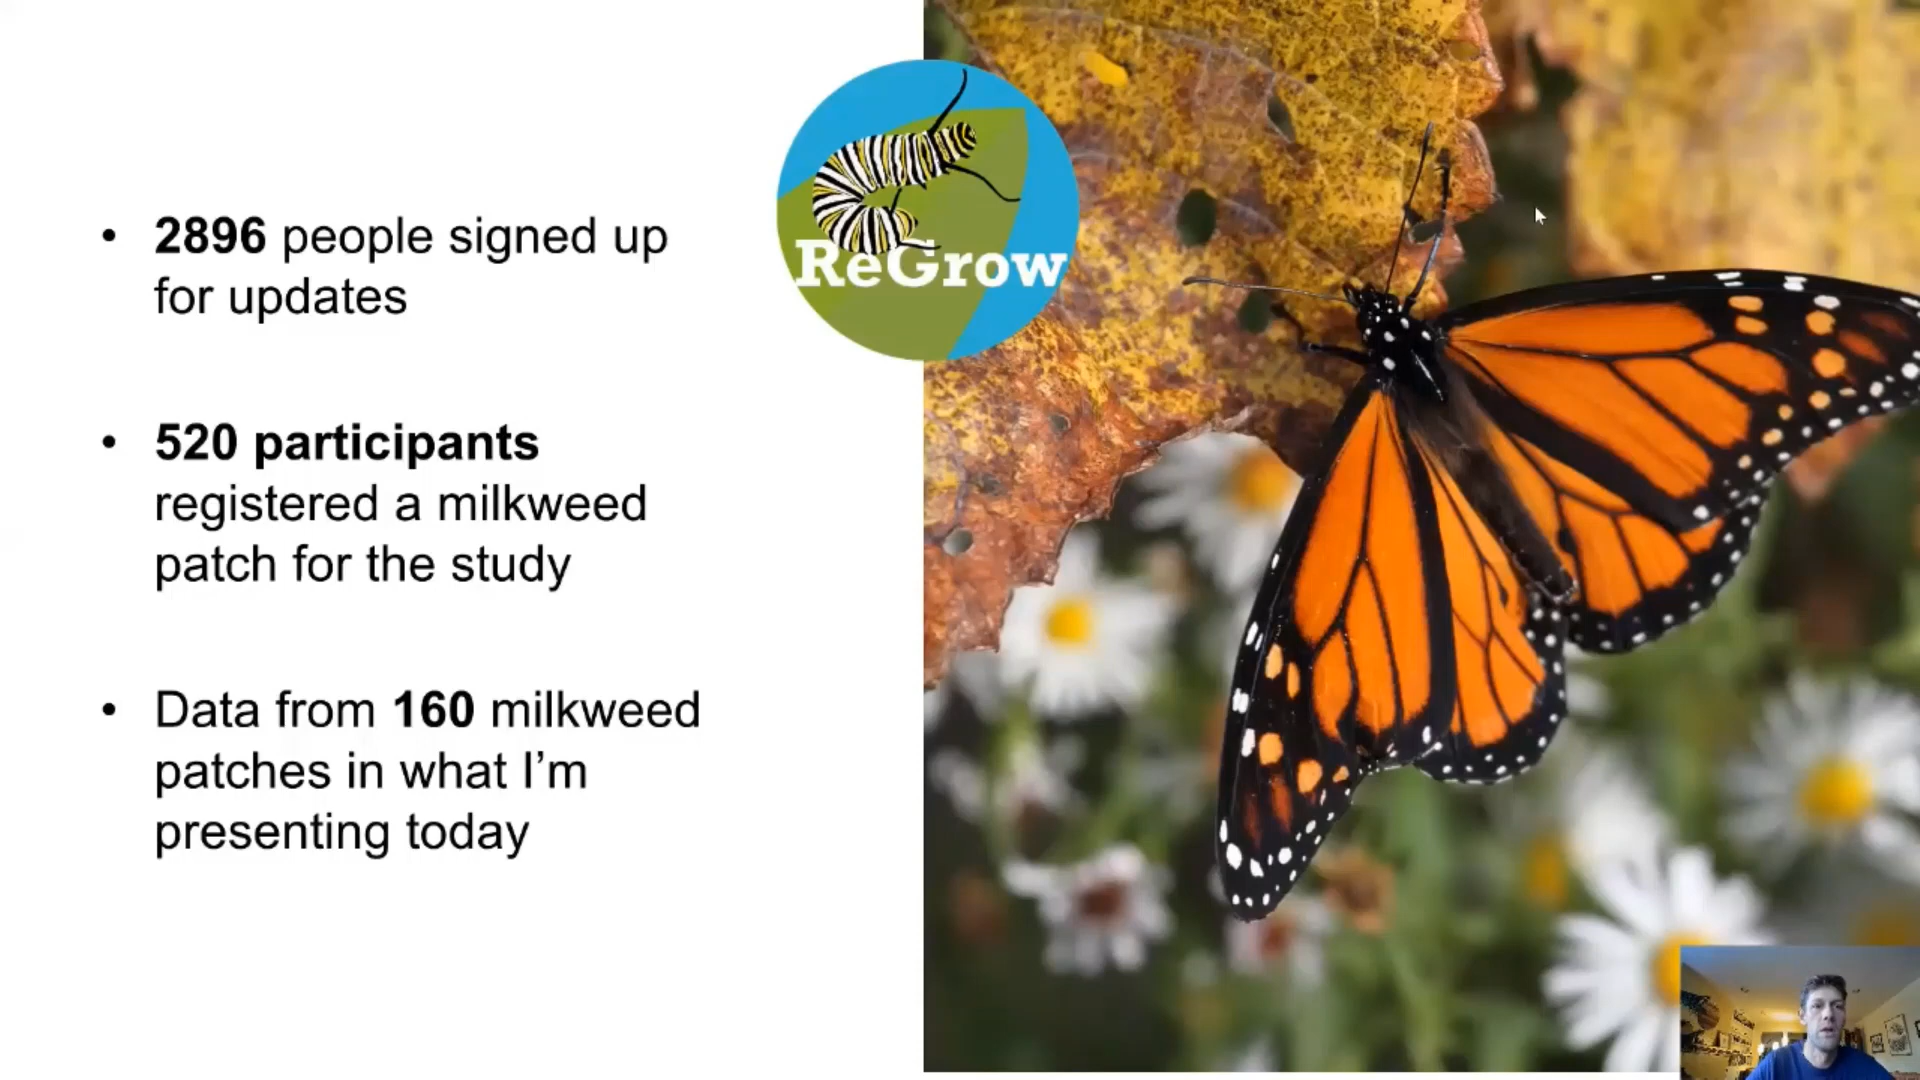 • 2896 people signed up
for updates
ReGrow
• 520 participants
registered a milkweed
patch for the study
• Data from 160 milkweed
patches in what I’m
presenting today